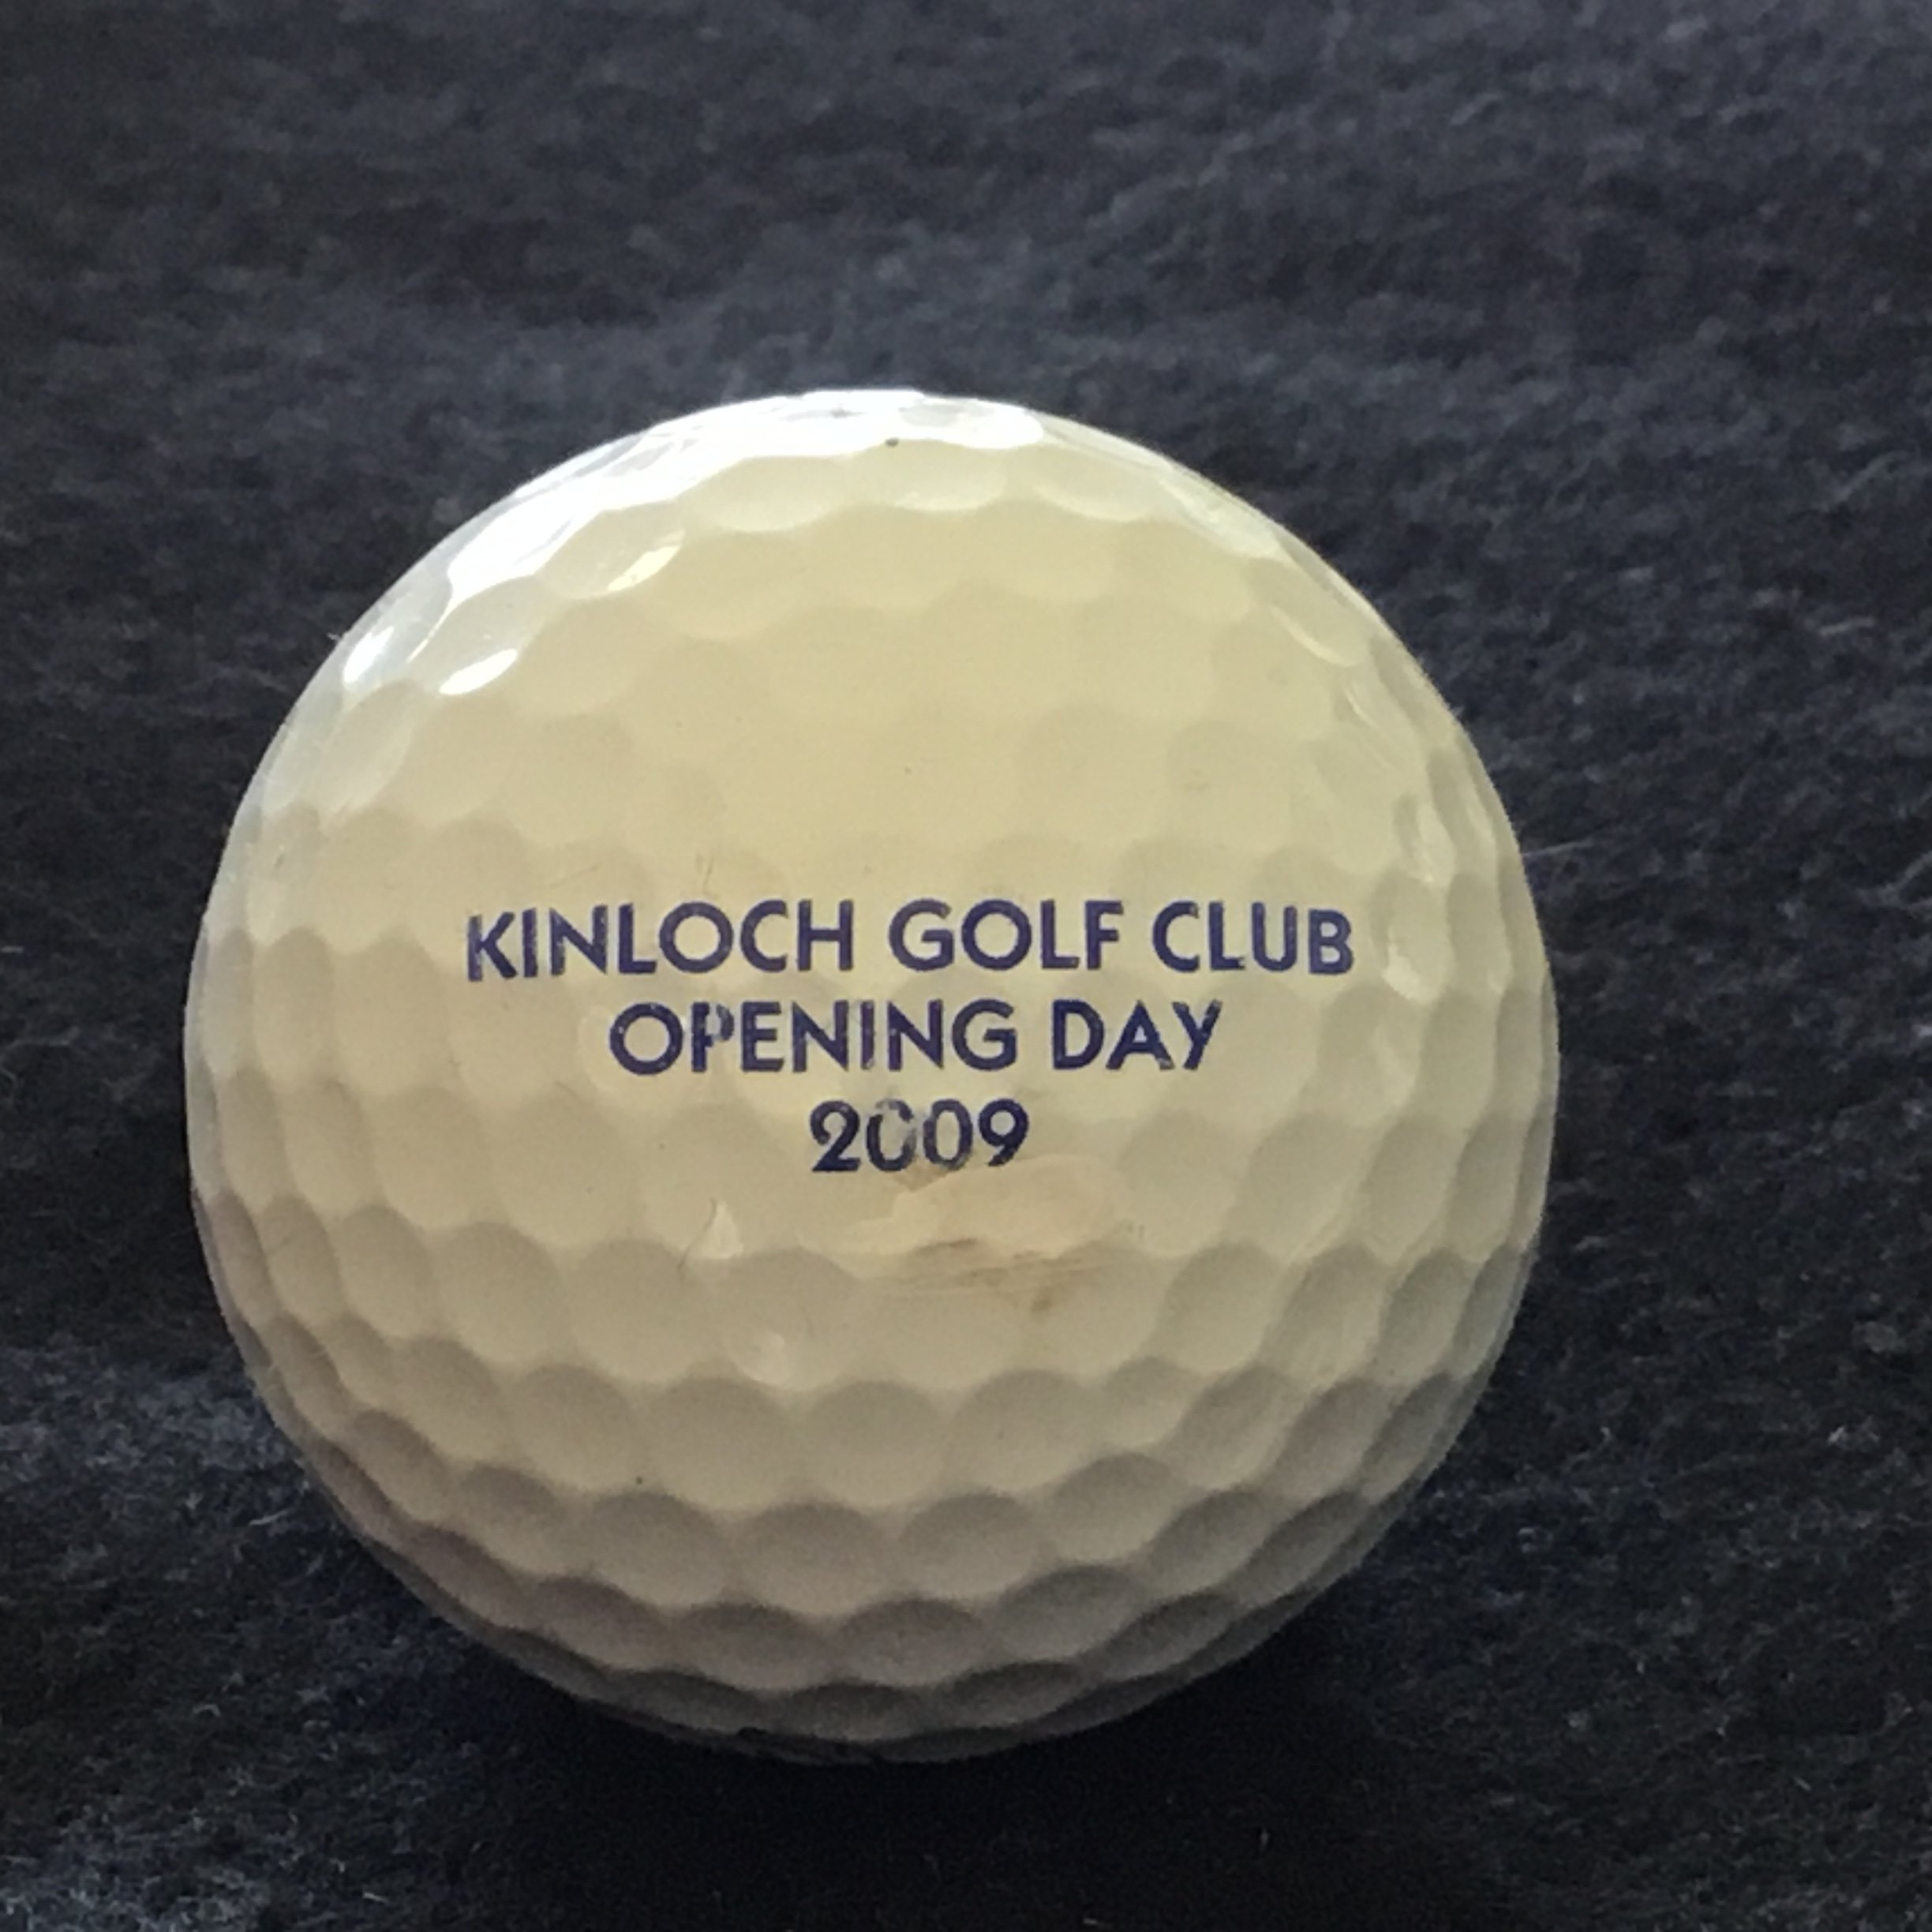 KINLOCH GOLF CLUB
OPENING DAY
2009